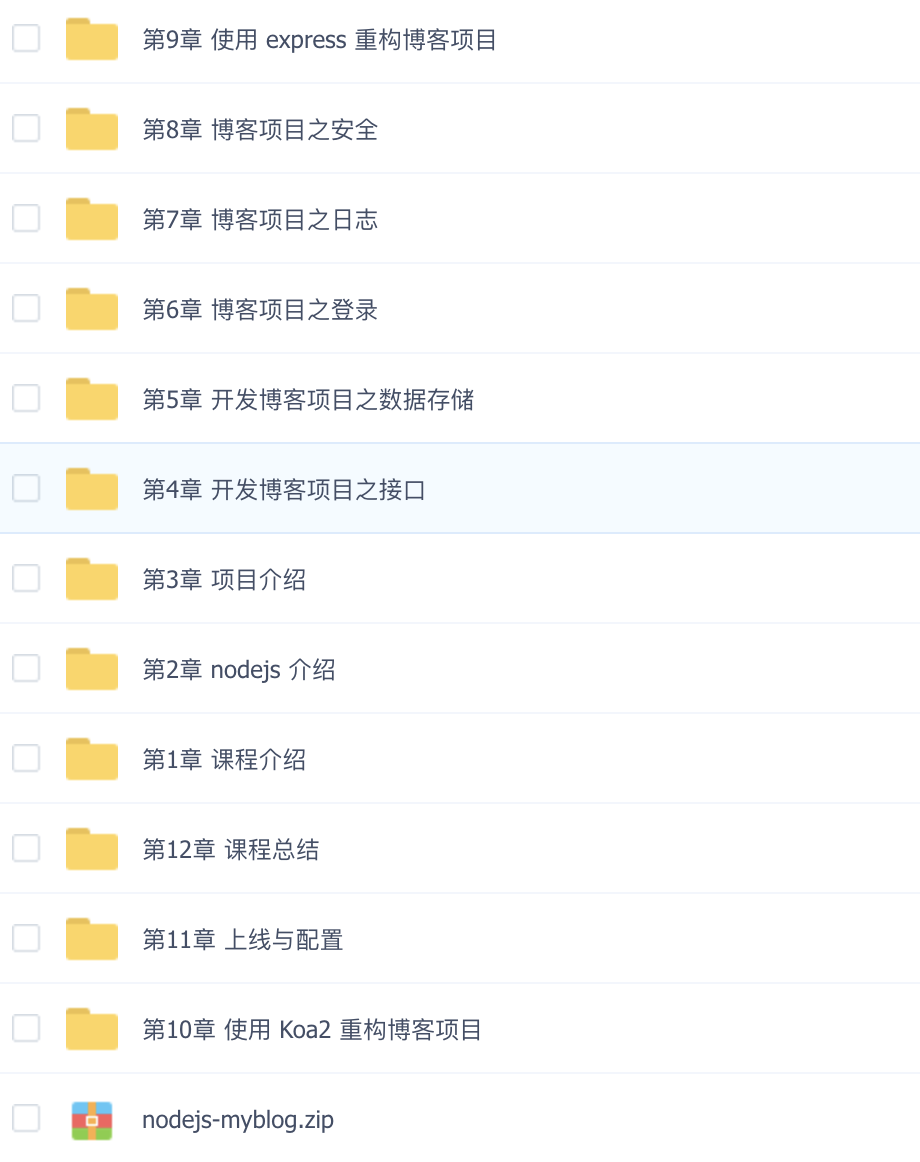 第9章 使用 express 重构博客项目
第8章 博客项目之安全
第7章 博客项目之日志
第6章 博客项目之登录
第5章 开发博客项目之数据存储
第4章 开发博客项目之接口
第3章 项目介绍
第2章 nodejs 介绍
第1章 课程介绍
第12章 课程总结
第11章 上线与配置
第10章 使用 Koa2 重构博客项目
nodejs-myblog.zip